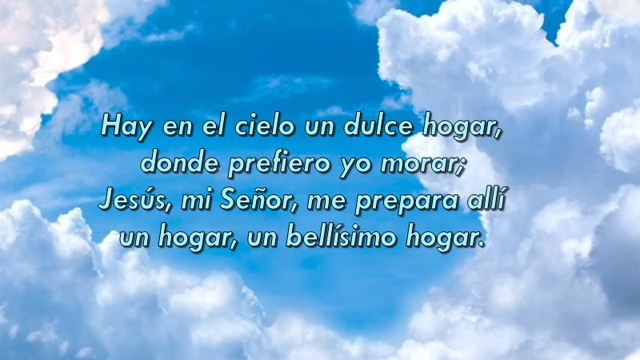 Hay en el cielo un dulce hogar,
donde prefiero yo morar;
Jesús, mi Señor, me prepara allí
un hogar, un bellísimo hogar.